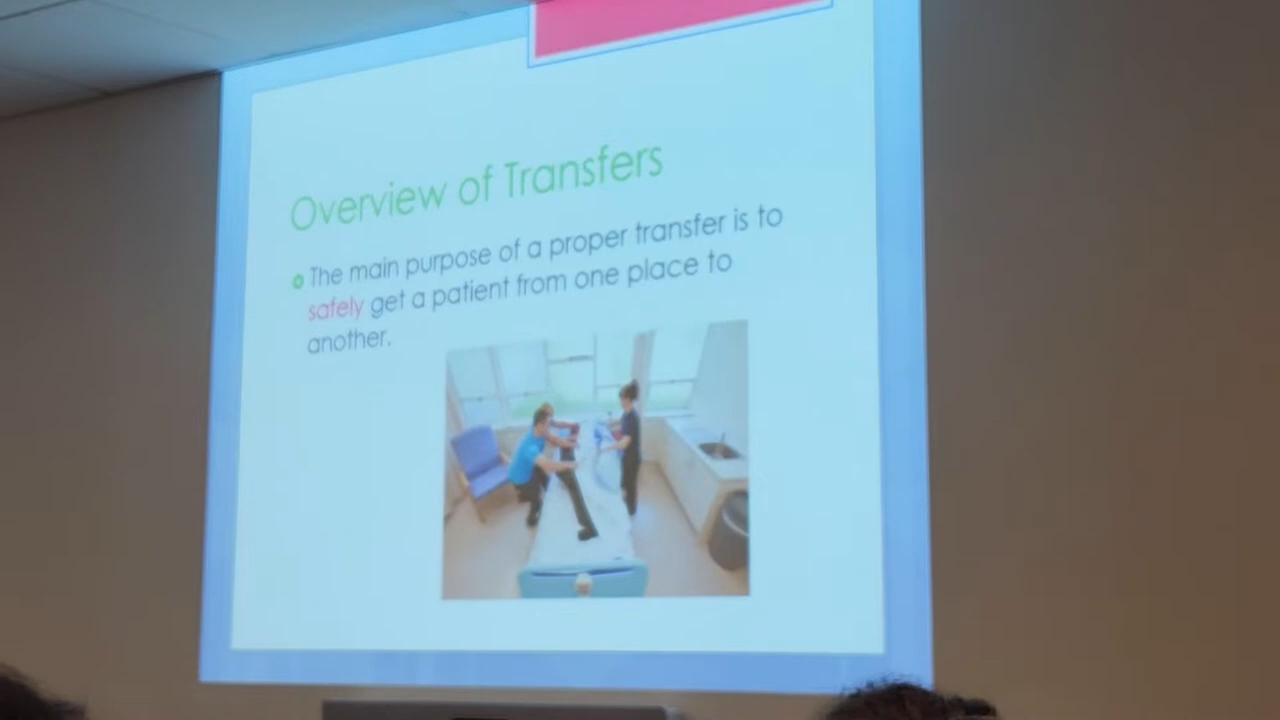 Overview of Transfers
The main purpose of a proper transfer is to
safely get a patient from one place to
another.